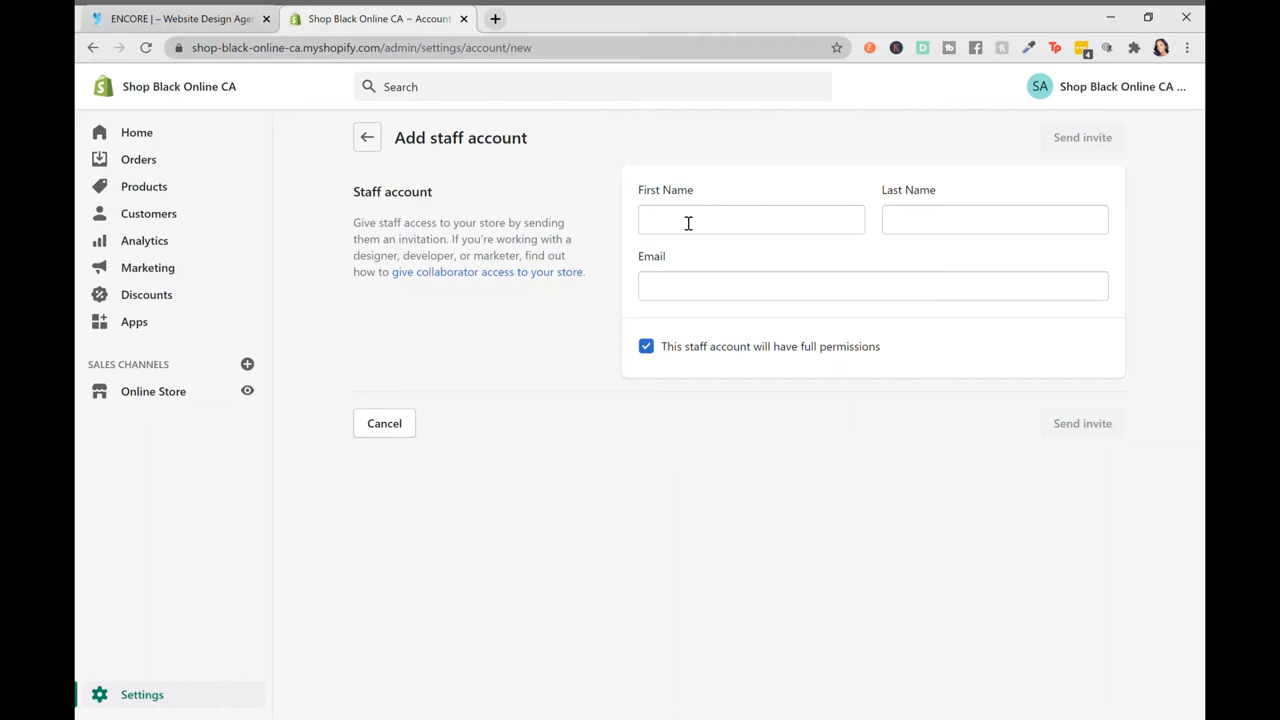 ENCORE | – Website Design Age
Shop Black Online CA ~ Account
shop-black-online-ca.myshopify.com/admin/settings/account/new
Tp
4
Shop Black Online CA
Search
SA
Shop Black Online CA ...
Home
Orders
Products
Customers
Analytics
Marketing
Discounts
Apps
SALES CHANNELS
Online Store
Settings
Add staff account
Send invite
Staff account
Give staff access to your store by sending
them an invitation. If you're working with a
designer, developer, or marketer, find out
how to give collaborator access to your store.
First Name
Last Name
Email
This staff account will have full permissions
Cancel
Send invite